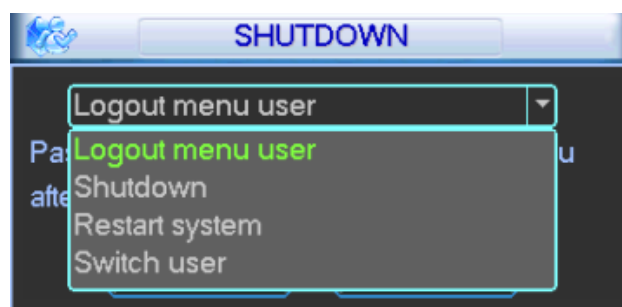 SHUTDOWN
Logout menu user
Logout menu user
Shutdown
Restart system
Switch user